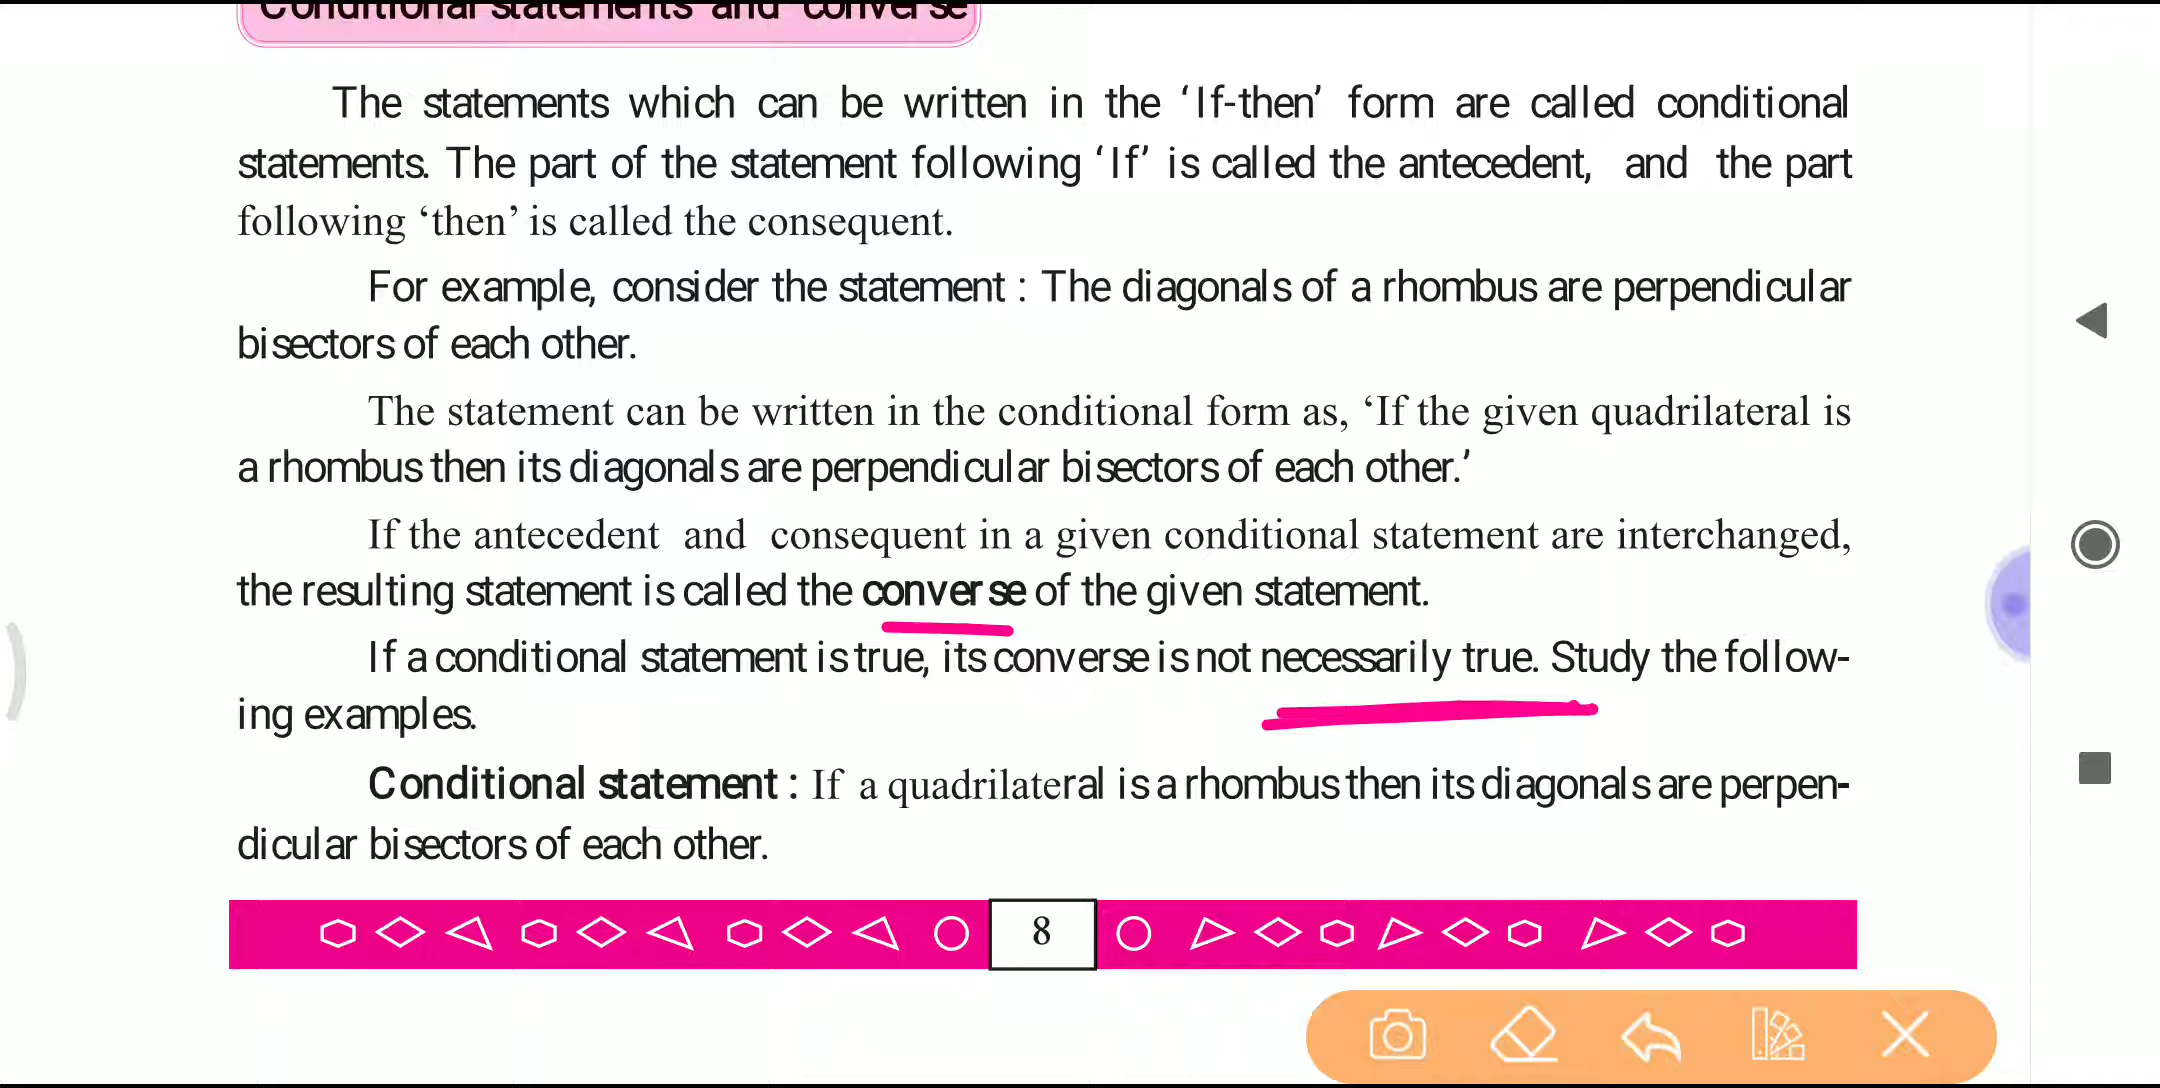 Conditional statements and converse
The statements which can be written in the ‘If-then’ form are called conditional
statements. The part of the statement following ‘If’ is called the antecedent, and the part
following ‘then’ is called the consequent.
For example, consider the statement : The diagonals of a rhombus are perpendicular
bisectors of each other.
The statement can be written in the conditional form as, ‘If the given quadrilateral is
a rhombus then its diagonals are perpendicular bisectors of each other.’
If the antecedent and consequent in a given conditional statement are interchanged,
the resulting statement is called the converse of the given statement.
If a conditional statement is true, its converse is not necessarily true. Study the follow-
ing examples.
Conditional statement : If a quadrilateral is a rhombus then its diagonals are perpen-
dicular bisectors of each other.
8